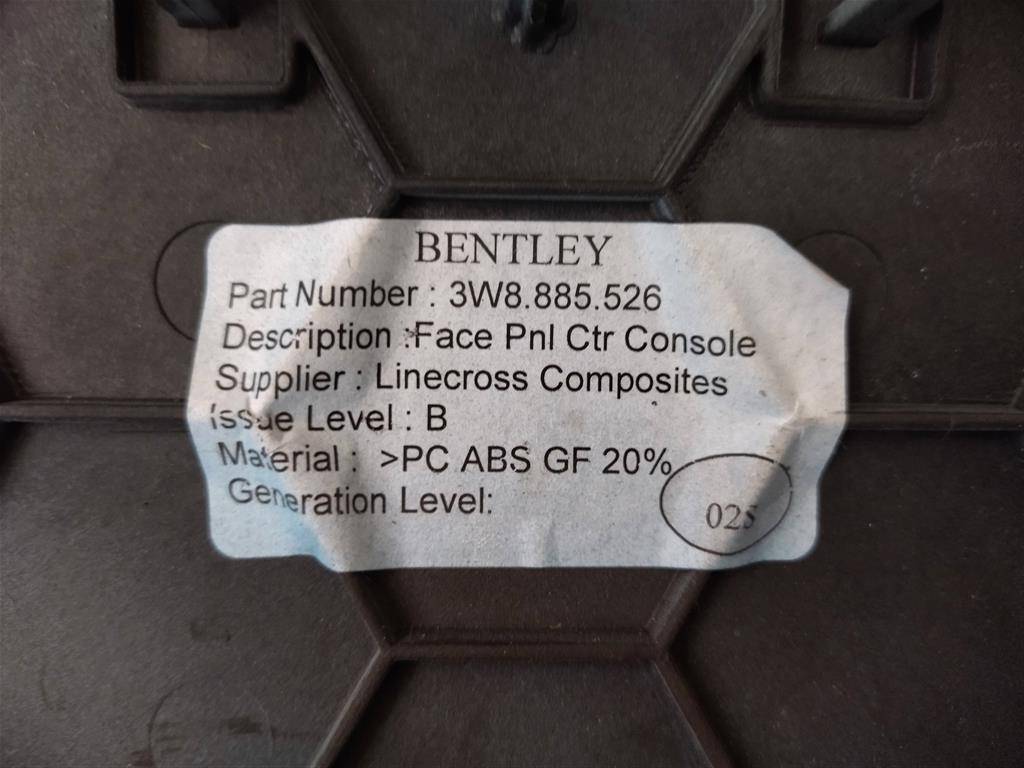 BENTLEY
Part Number : 3W8.885.526
Description :Face Pnl Ctr Console
Supplier : Linecross Composites
Issue Level : B
Material : >PC ABS GF 20%
Generation Level:
025